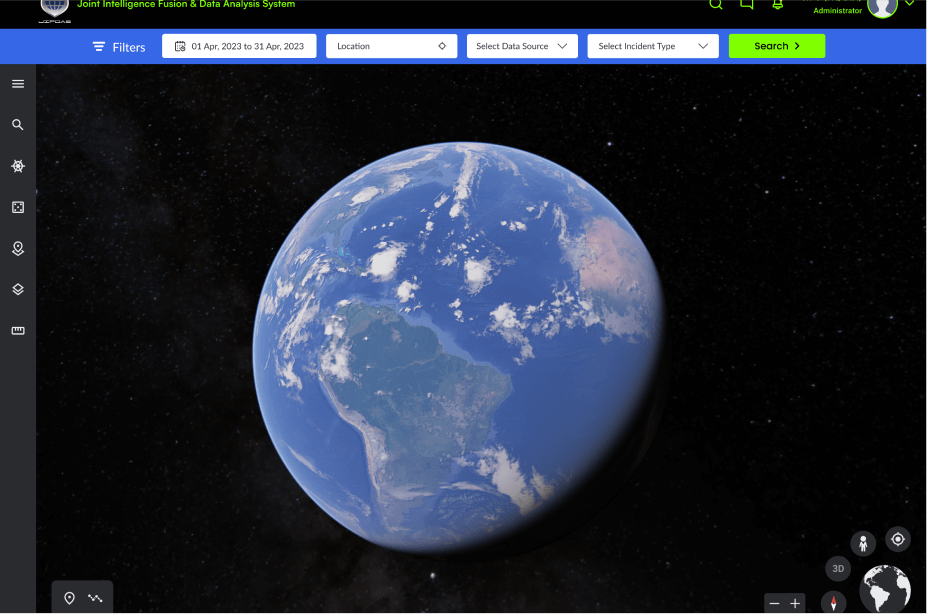 Joint Intelligence Fusion & Data Analysis System
JIFDAS
Administrator
Filters
01 Apr, 2023 to 31 Apr, 2023
Location
Select Data Source
Select Incident Type
Search
3D